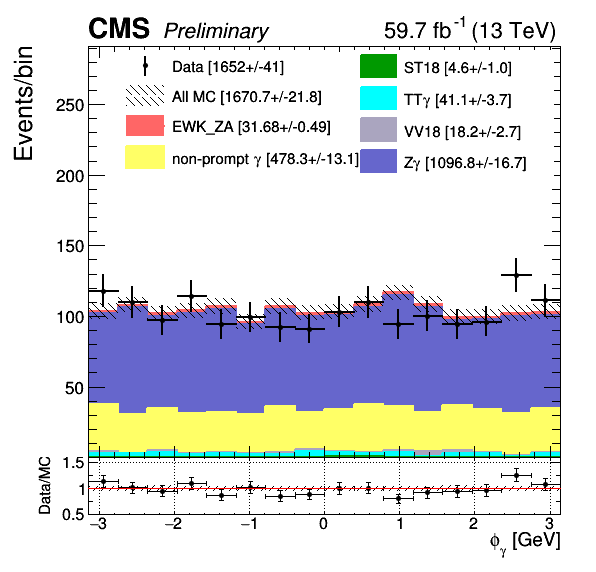 CMS Preliminary 59.7 fb⁻¹ (13 TeV)
Events/bin
Data [1652+/-41]
All MC [1670.7+/-21.8]
EWK_ZA [31.68+/-0.49]
non-prompt γ [478.3+/-13.1]
ST18 [4.6+/-1.0]
TTγ [41.1+/-3.7]
VV18 [18.2+/-2.7]
Zγ [1096.8+/-16.7]
250
200
150
100
50
Data/MC
1.5
1
0.5
−3 −2 −1 0 1 2 3
ϕγ [GeV]